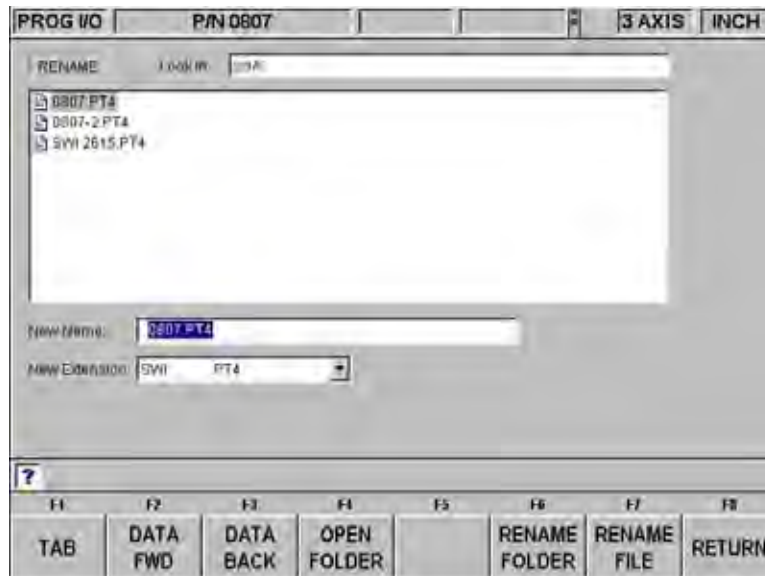 PROG I/O P/N 0807 3 AXIS INCH
RENAME Look in:
0807.PT4
0807-2.PT4
SWI 2615.PT4
New Name: 0807.PT4
New Extension: SWI PT4
?
F1 F2 F3 F4 F5 F6 F7 F8
TAB DATA FWD DATA BACK OPEN FOLDER RENAME FOLDER RENAME FILE RETURN